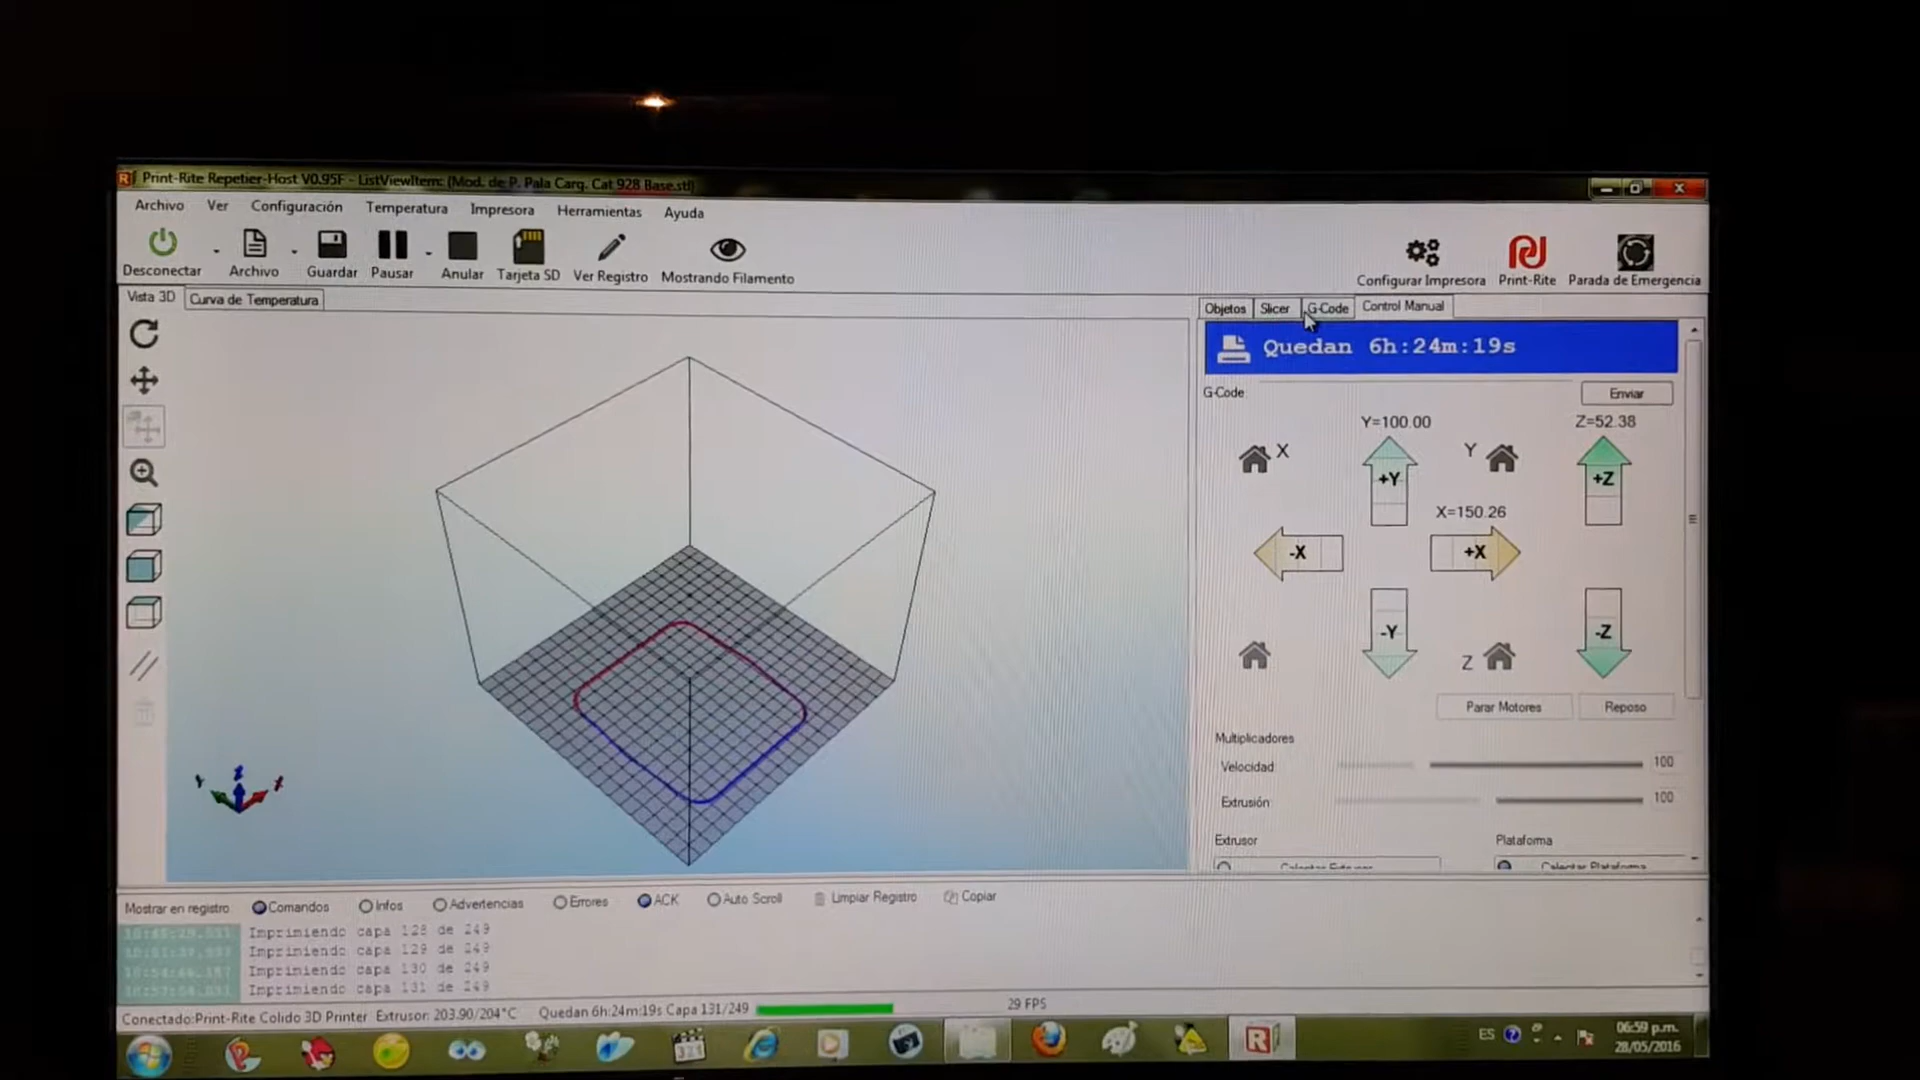 Print-Rite Repetier-Host V0.95F - ListViewItem: (Mod. de P. Pala Carg. Cat 928 Base.stl)
Archivo Ver Configuración Temperatura Impresora Herramientas Ayuda
Desconectar Archivo Guardar Pausar Anular Tarjeta SD Ver Registro Mostrando Filamento Configurar Impresora Print-Rite Parada de Emergencia
Vista 3D Curva de Temperatura
Objetos Slicer G-Code Control Manual
Quedan 6h:24m:19s
G-Code Enviar
Y=100.00 Z=52.38
X Y
+Y +Z
X=150.26
-X +X
-Y -Z
Z
Parar Motores Reposo
Multiplicadores
Velocidad 100
Extrusión 100
Extrusor Plataforma
Calentar Extrusor Calentar Plataforma
Mostrar en registro Comandos Infos Advertencias Errores ACK Auto Scroll Limpiar Registro Copiar
Imprimiendo capa 128 de 249
Imprimiendo capa 129 de 249
Imprimiendo capa 130 de 249
Imprimiendo capa 131 de 249
Conectado:Print-Rite Colido 3D Printer Extrusor: 203.90/204°C Quedan 6h:24m:19s Capa 131/249 29 FPS
321
R
ES
06:59 p.m.
28/05/2016